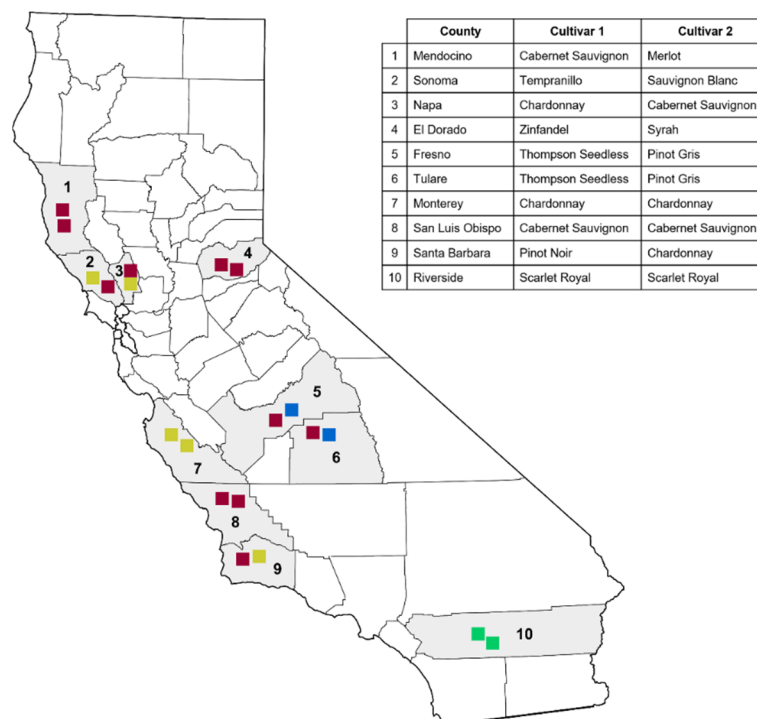 County Cultivar 1 Cultivar 2
1 Mendocino Cabernet Sauvignon Merlot
2 Sonoma Tempranillo Sauvignon Blanc
3 Napa Chardonnay Cabernet Sauvignon
4 El Dorado Zinfandel Syrah
5 Fresno Thompson Seedless Pinot Gris
6 Tulare Thompson Seedless Pinot Gris
7 Monterey Chardonnay Chardonnay
8 San Luis Obispo Cabernet Sauvignon Cabernet Sauvignon
9 Santa Barbara Pinot Noir Chardonnay
10 Riverside Scarlet Royal Scarlet Royal
1
2
3
4
5
6
7
8
9
10